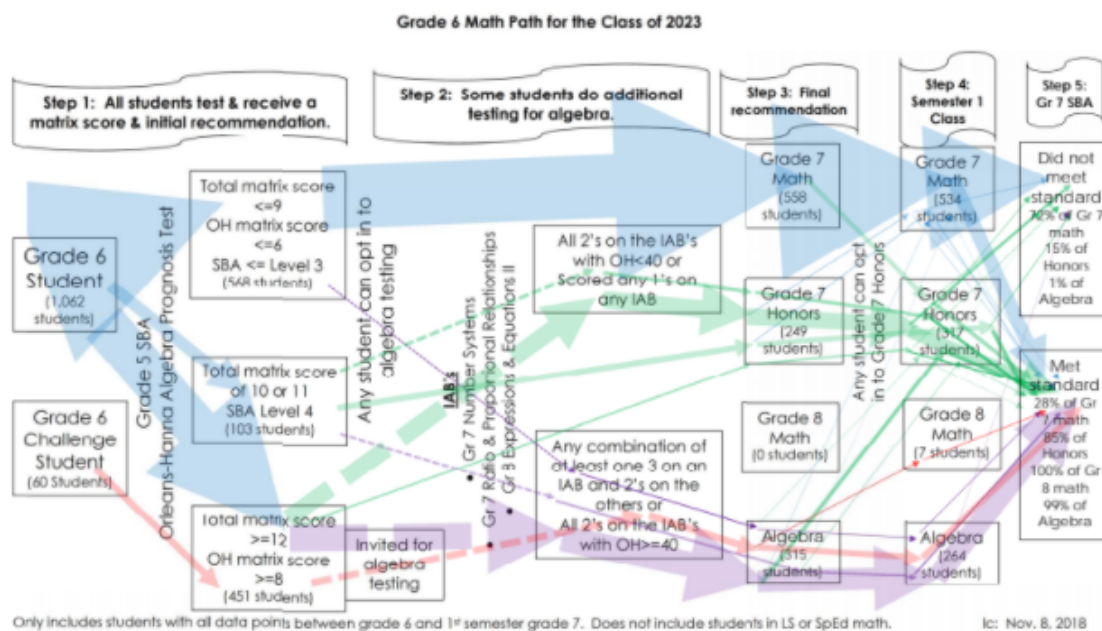 Grade 6 Math Path for the Class of 2023
Step 1: All students test & receive a
matrix score & initial recommendation.
Step 2: Some students do additional
testing for algebra.
Step 3: Final
recommendation
Step 4:
Semester 1
Class
Step 5:
Gr 7 SBA
Grade 6
Student
(1,062
students)
Grade 6
Challenge
Student
(60 Students)
Grade 5 SBA
Orleans-Hanna Algebra Prognosis Test
Total matrix score
<=9
OH matrix score
<=6
SBA <= Level 3
(568 students)
Total matrix score
of 10 or 11
SBA Level 4
(103 students)
Total matrix score
>=12
OH matrix score
>=8
(451 students)
Any student can opt in to
algebra testing
Invited for
algebra
testing
IAB's
• Gr 7 Number Systems
• Gr 7 Ratio & Proportional Relationships
• Gr 8 Expressions & Equations II
All 2's on the IAB's
with OH<40 or
Scored any 1's on
any IAB
Any combination of
at least one 3 on an
IAB and 2's on the
others or
All 2's on the IAB's
with OH>=40
Grade 7
Math
(558
students)
Grade 7
Honors
(249
students)
Grade 8
Math
(0 students)
Algebra
(315
students)
Any student can opt
in to Grade 7 Honors
Grade 7
Math
(534
students)
Grade 7
Honors
(317
students)
Grade 8
Math
(7 students)
Algebra
(264
students)
Did not
meet
standard
72% of Gr 7
math
15% of
Honors
1% of Algebra
Met
standard
28% of Gr
7 math
85% of
Honors
100% of Gr
8 math
99% of
Algebra
Only includes students with all data points between grade 6 and 1st semester grade 7. Does not include students in LS or SpEd math.
lc: Nov. 8, 2018